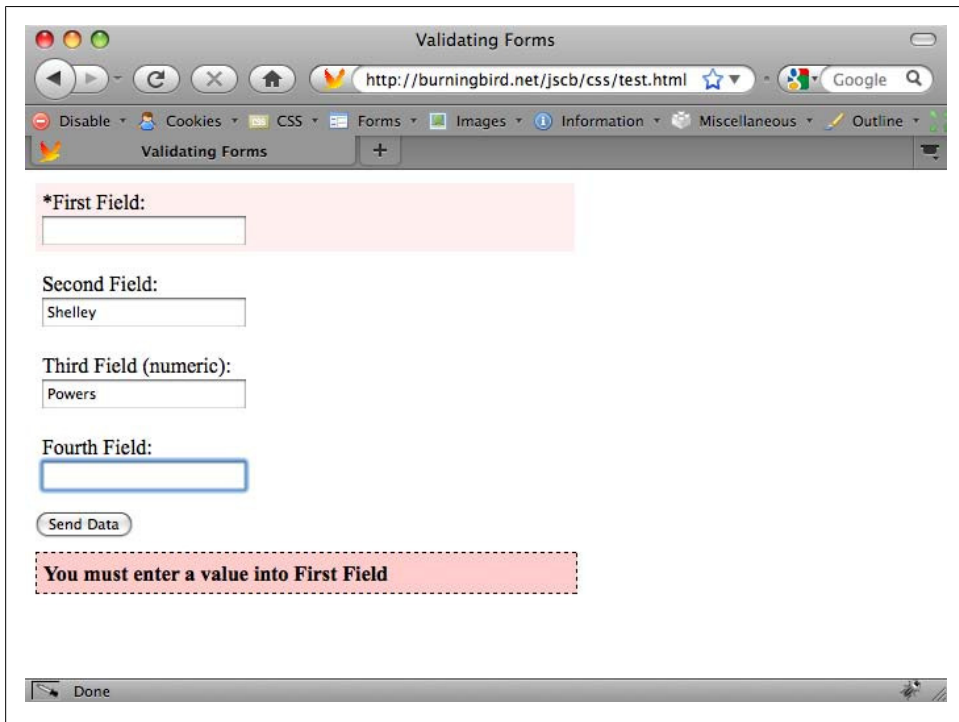 Validating Forms
http://burningbird.net/jscb/css/test.html
Google
Disable Cookies CSS Forms Images Information Miscellaneous Outline
Validating Forms +
*First Field:
Second Field:
Shelley
Third Field (numeric):
Powers
Fourth Field:
Send Data
You must enter a value into First Field
Done